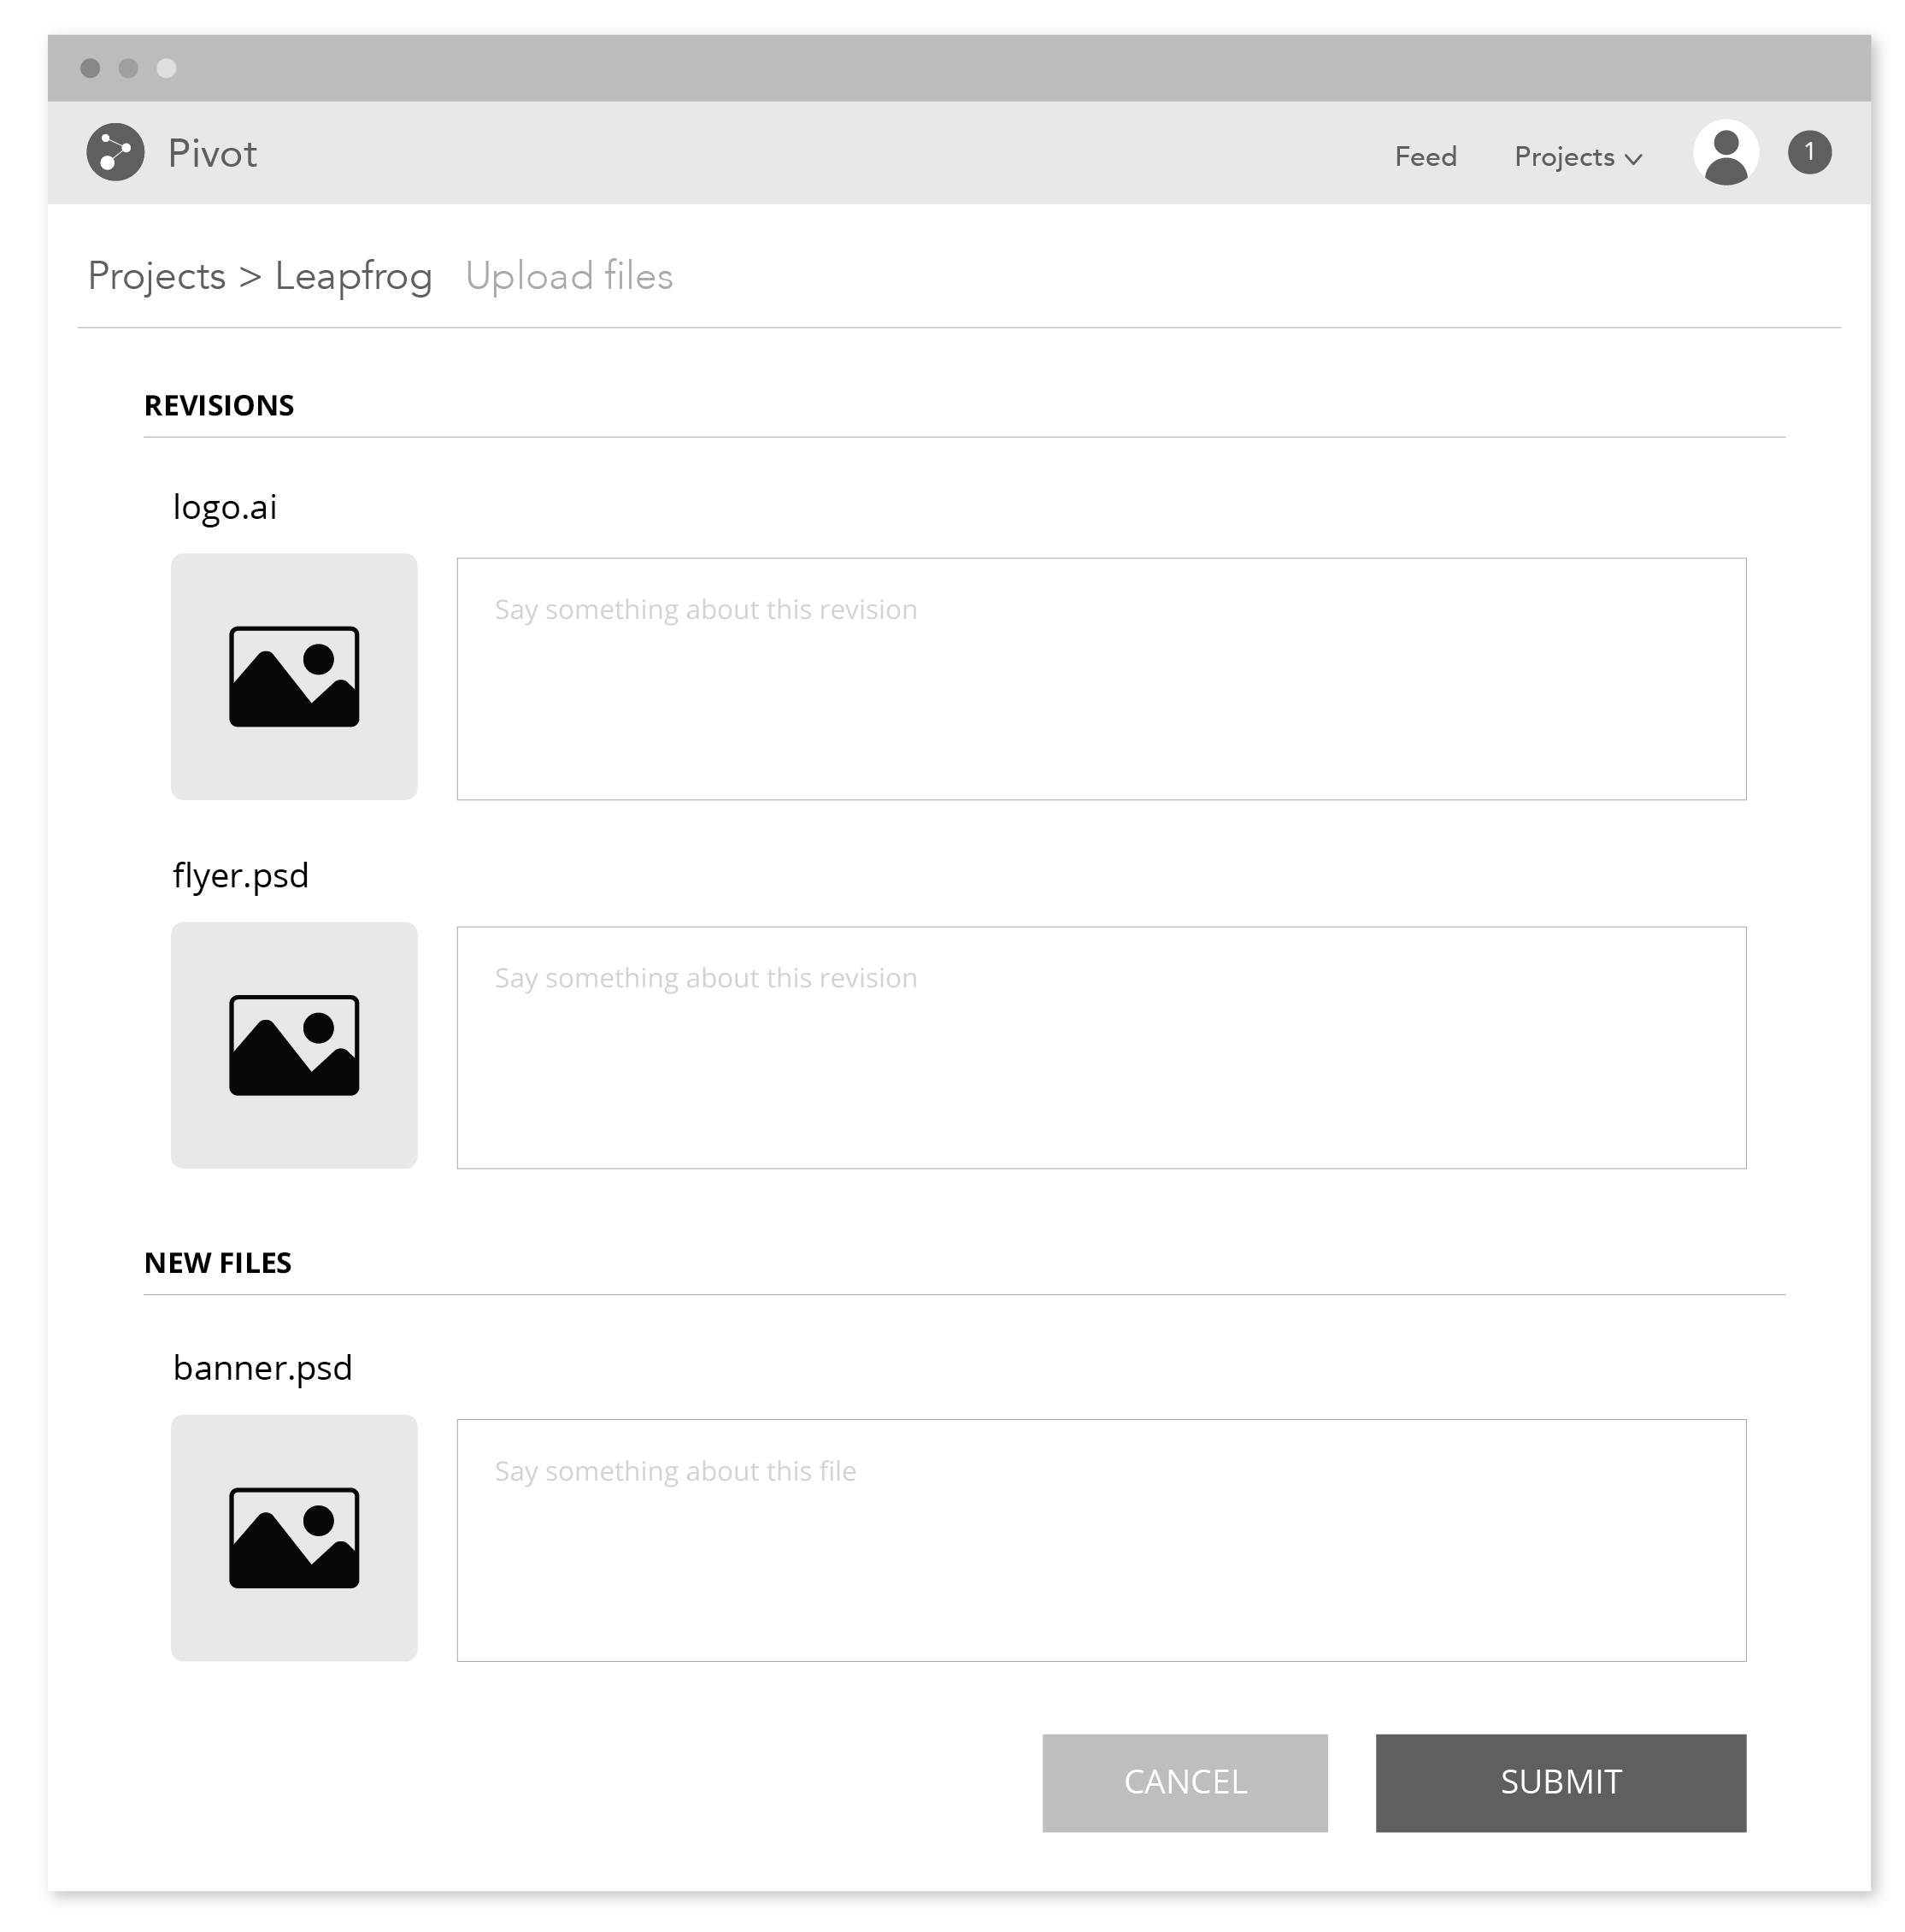 Pivot
Feed Projects 1
Projects > Leapfrog Upload files
REVISIONS
logo.ai
Say something about this revision
flyer.psd
Say something about this revision
NEW FILES
banner.psd
Say something about this file
CANCEL SUBMIT